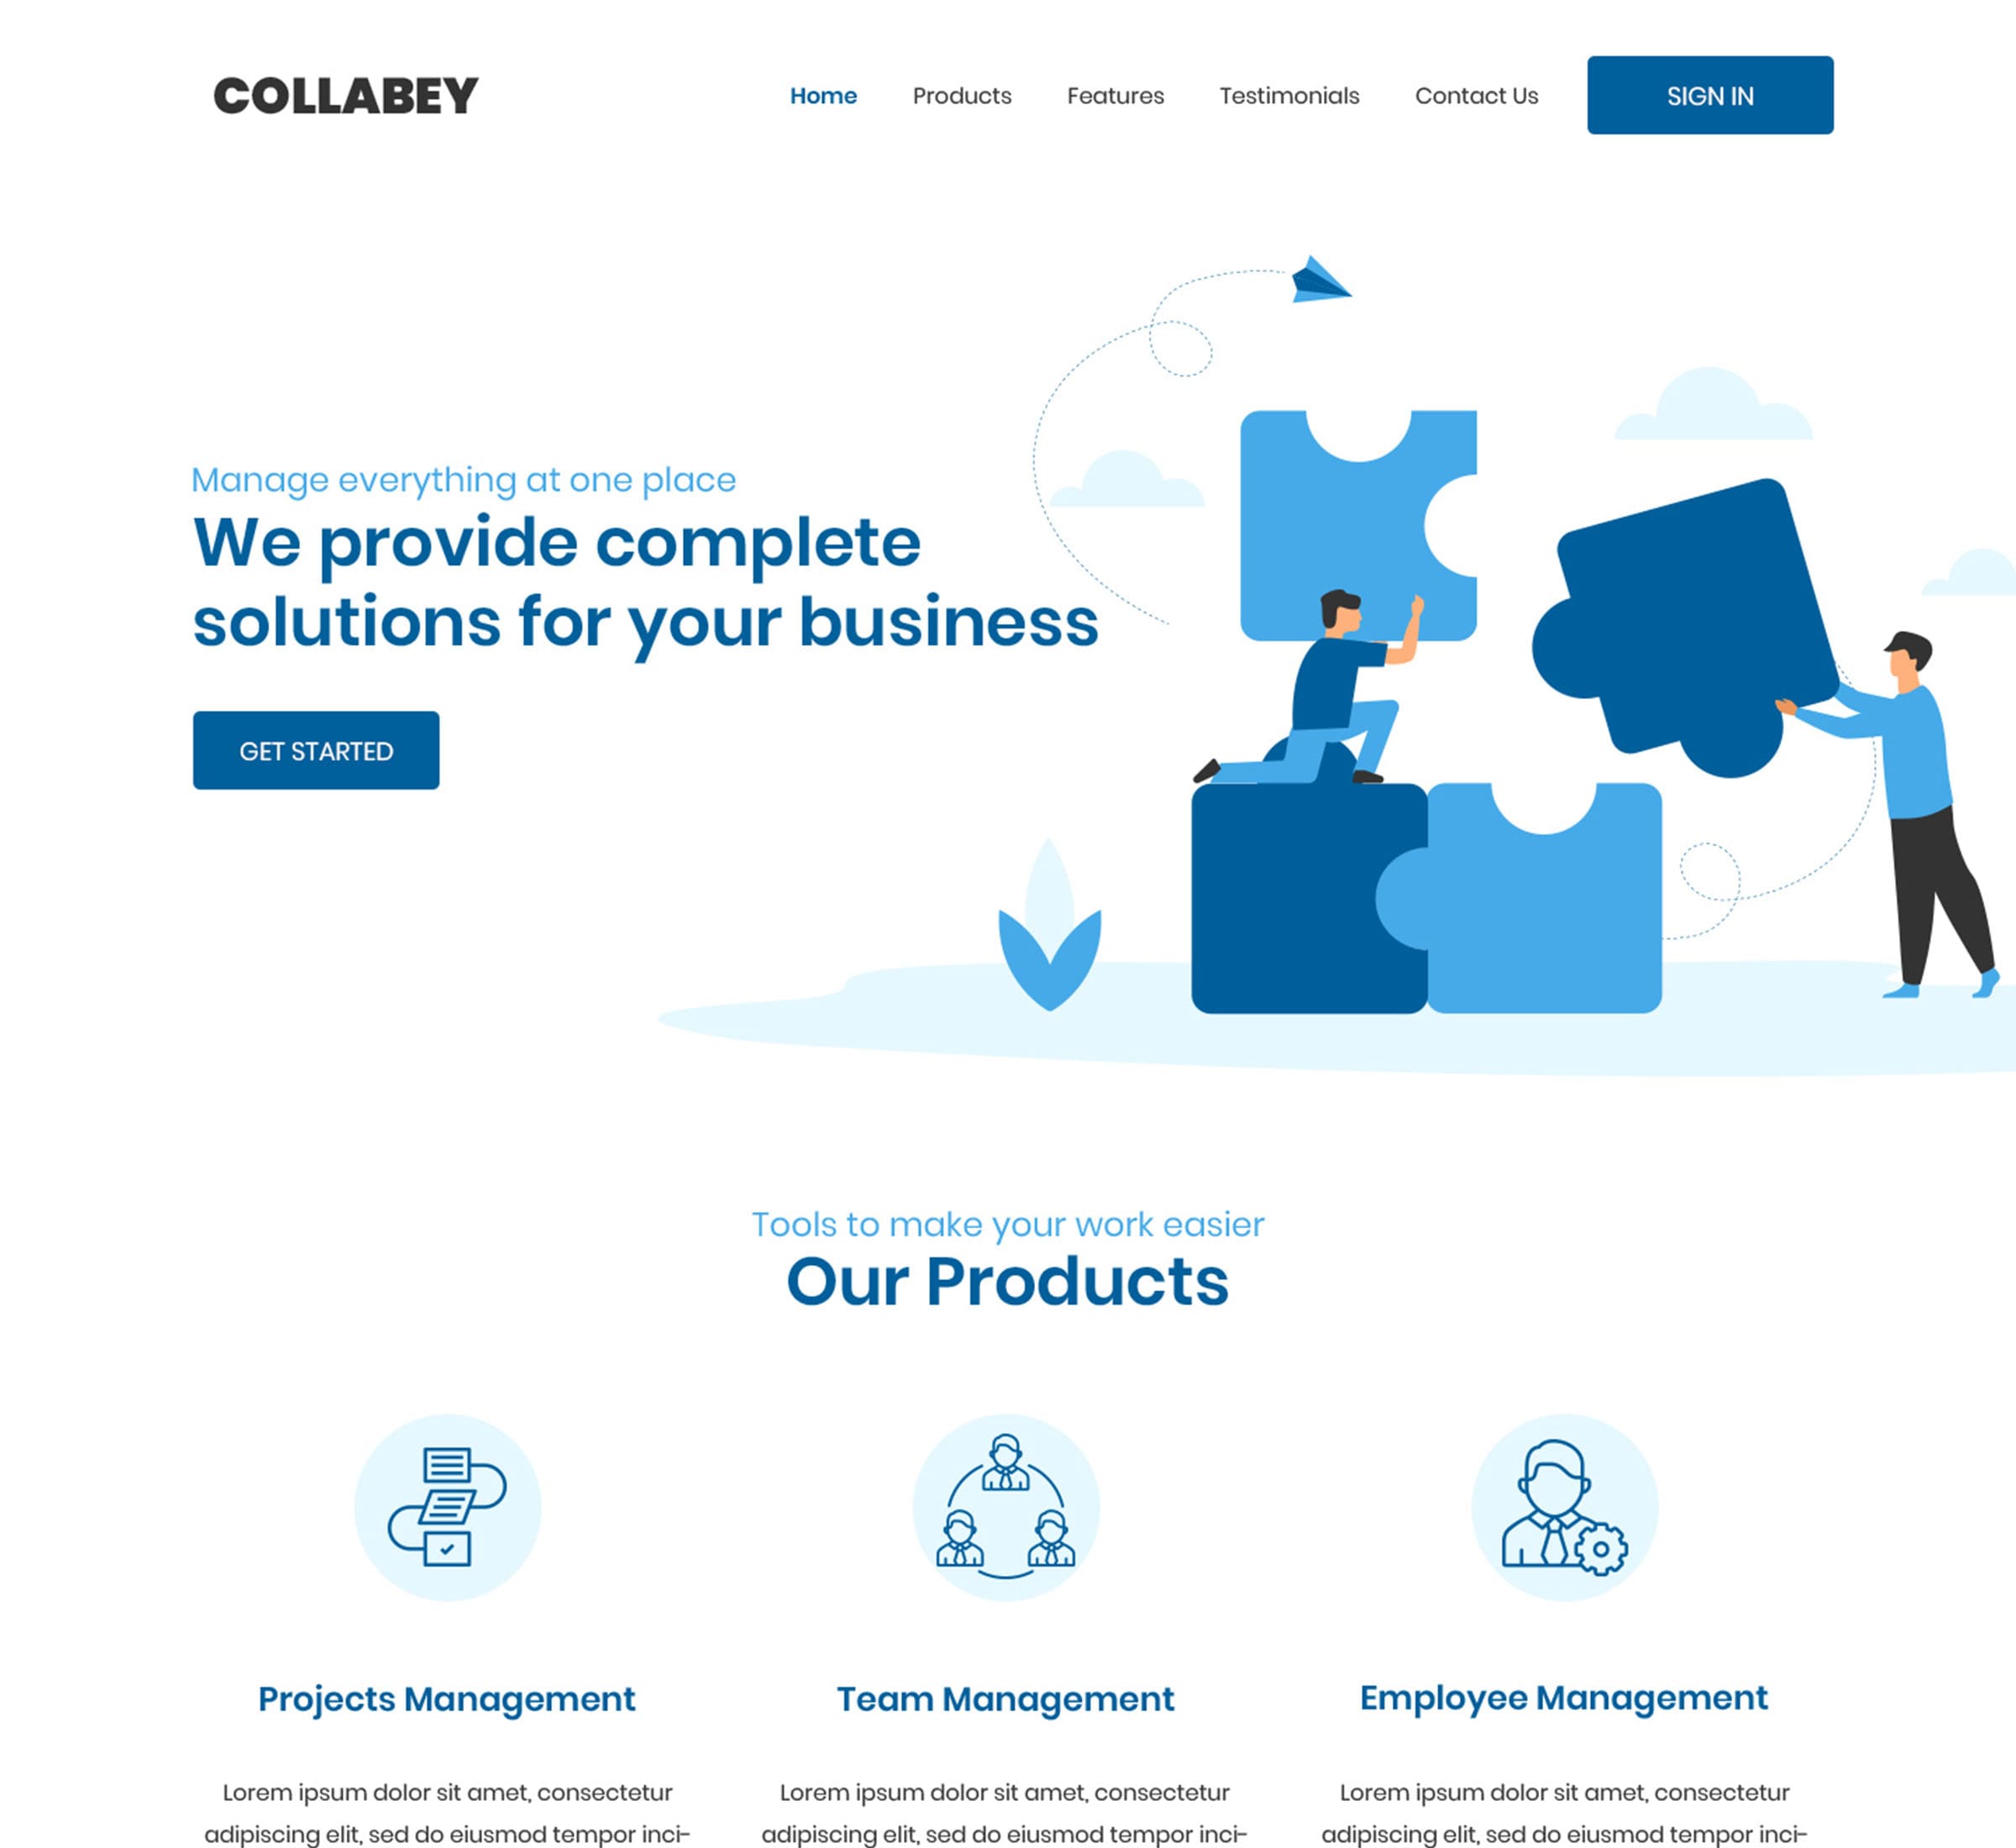 COLLABEY
Home Products Features Testimonials Contact Us SIGN IN
Manage everything at one place
We provide complete
solutions for your business
GET STARTED
Tools to make your work easier
Our Products
Projects Management Team Management Employee Management
Lorem ipsum dolor sit amet, consectetur
adipiscing elit, sed do eiusmod tempor inci-
Lorem ipsum dolor sit amet, consectetur
adipiscing elit, sed do eiusmod tempor inci-
Lorem ipsum dolor sit amet, consectetur
adipiscing elit, sed do eiusmod tempor inci-